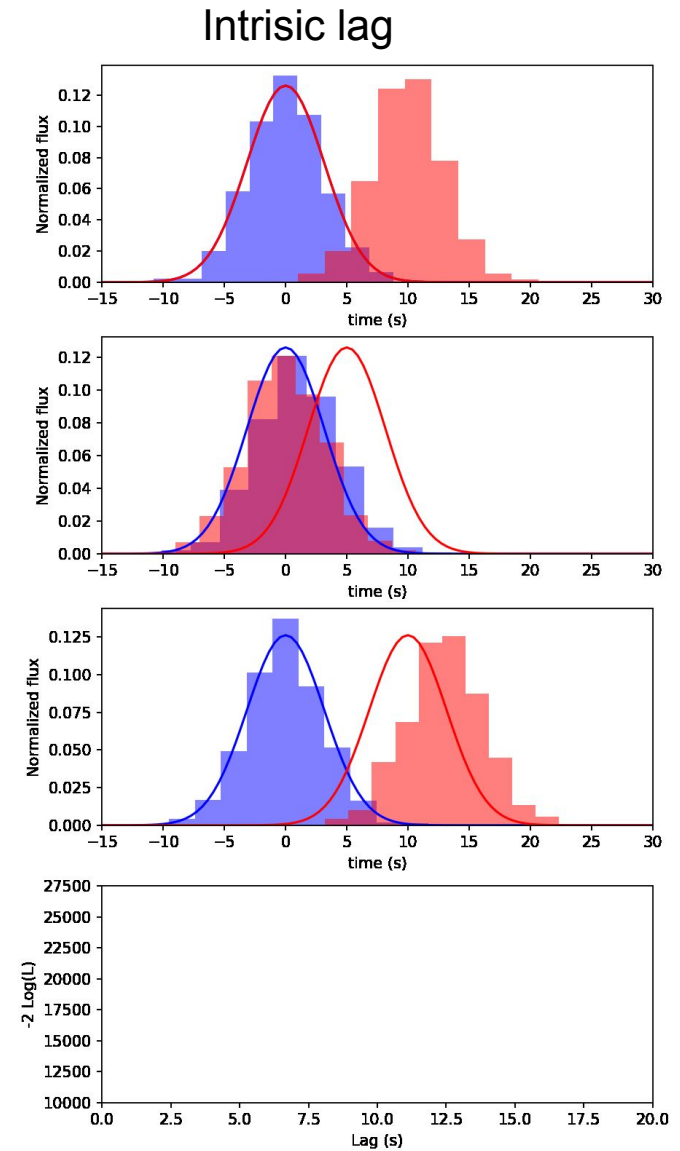 Intrisic lag
Normalized flux
0.12
0.10
0.08
0.06
0.04
0.02
0.00
−15 −10 −5 0 5 10 15 20 25 30
time (s)
Normalized flux
0.12
0.10
0.08
0.06
0.04
0.02
0.00
−15 −10 −5 0 5 10 15 20 25 30
time (s)
Normalized flux
0.125
0.100
0.075
0.050
0.025
0.000
−15 −10 −5 0 5 10 15 20 25 30
time (s)
-2 Log(L)
27500
25000
22500
20000
17500
15000
12500
10000
0.0 2.5 5.0 7.5 10.0 12.5 15.0 17.5 20.0
Lag (s)